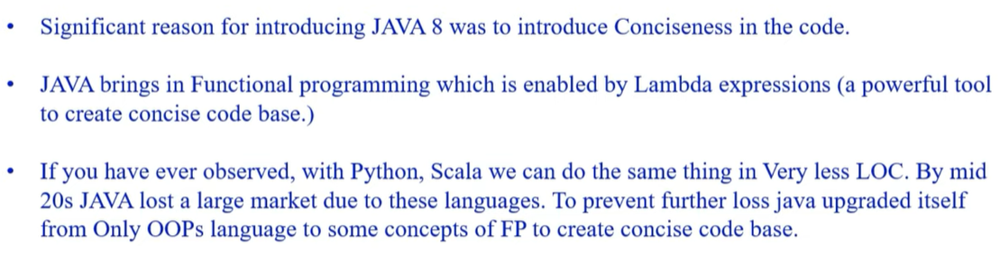 • Significant reason for introducing JAVA 8 was to introduce Conciseness in the code.
• JAVA brings in Functional programming which is enabled by Lambda expressions (a powerful tool
to create concise code base.)
• If you have ever observed, with Python, Scala we can do the same thing in Very less LOC. By mid
20s JAVA lost a large market due to these languages. To prevent further loss java upgraded itself
from Only OOPs language to some concepts of FP to create concise code base.